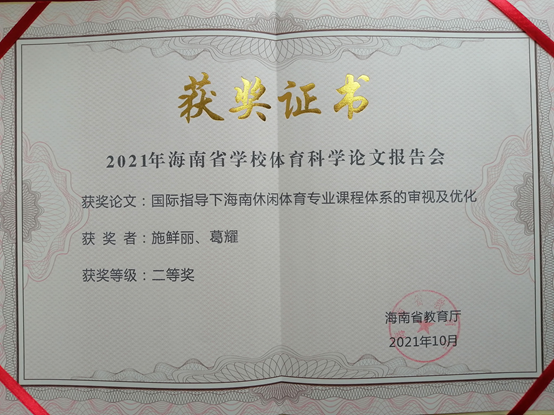 获奖证书
2021年海南省学校体育科学论文报告会
获奖论文：国际指导下海南休闲体育专业课程体系的审视及优化
获 奖 者：施鲜丽、葛耀
获奖等级：二等奖
海南省教育厅
2021年10月